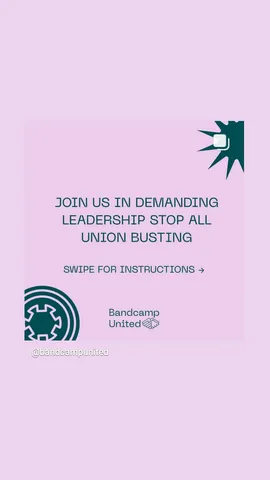 JOIN US IN DEMANDING
LEADERSHIP STOP ALL
UNION BUSTING
SWIPE FOR INSTRUCTIONS →
Bandcamp
United
@bandcampunited